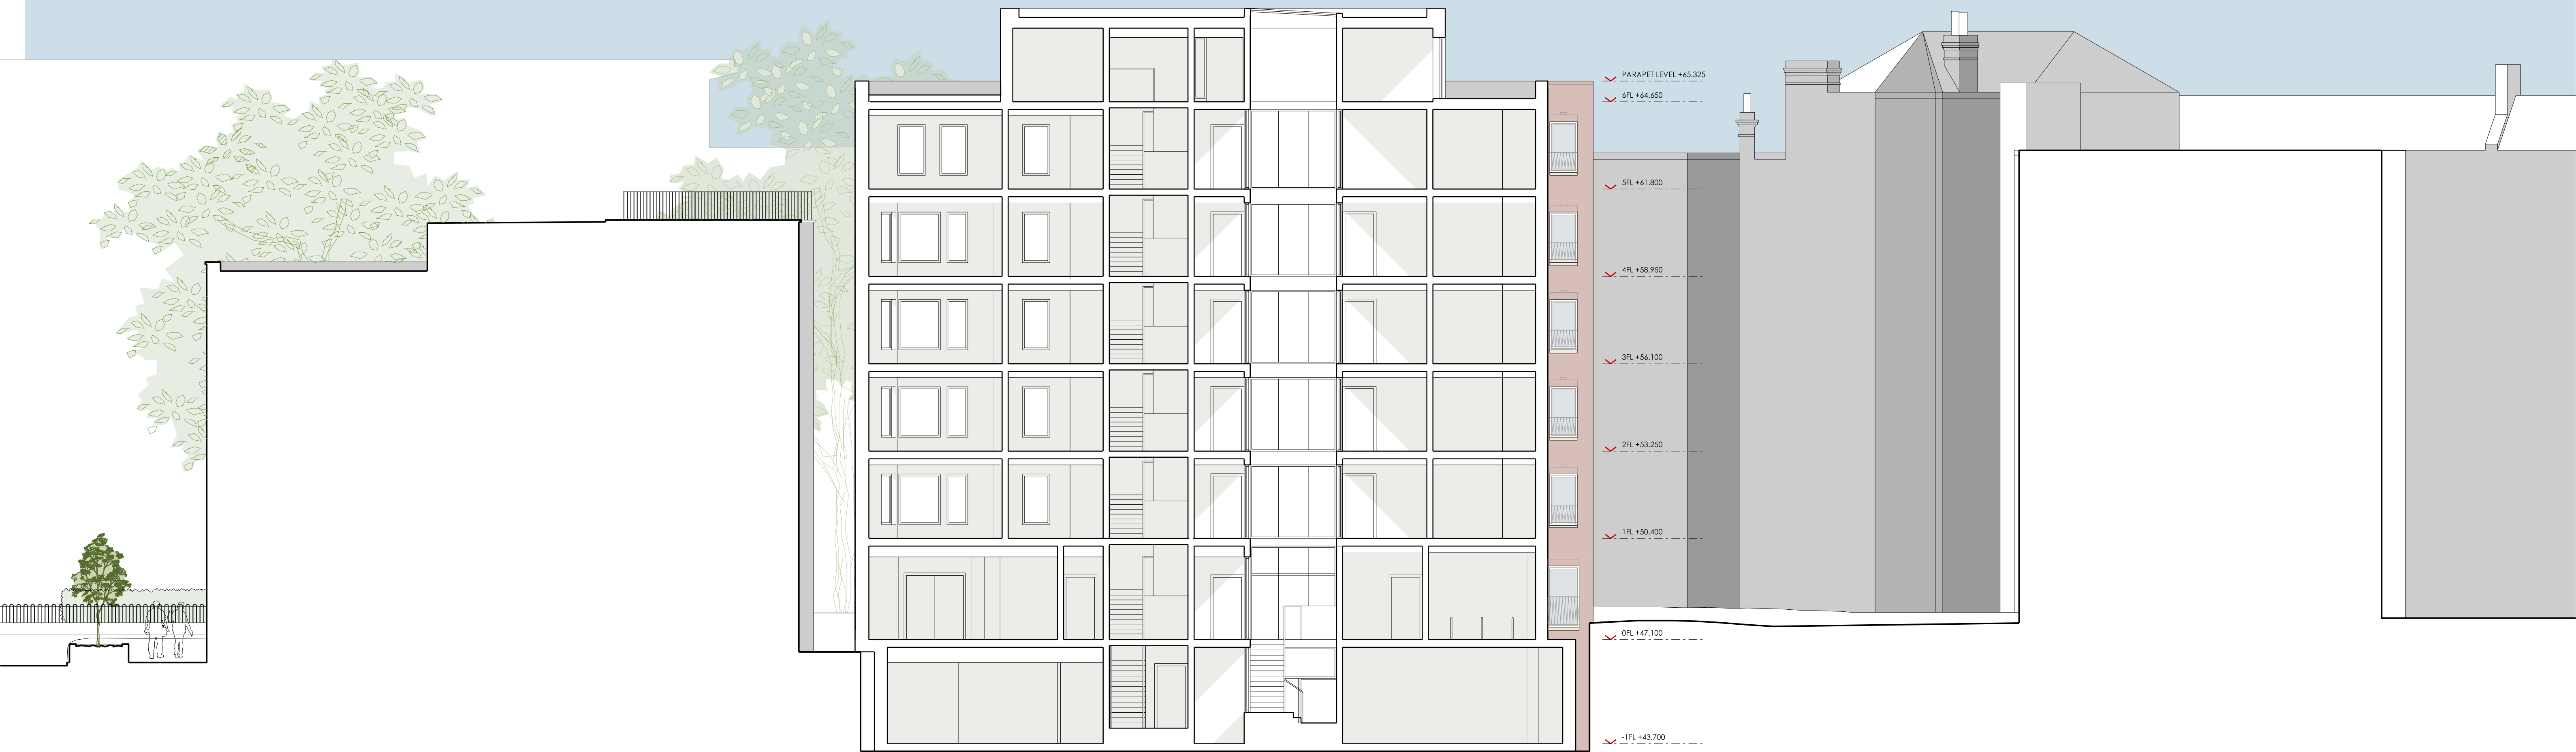 PARAPET LEVEL +65.325
6FL +64.650
5FL +61.800
4FL +58.950
3FL +56.100
2FL +53.250
1FL +50.400
0FL +47.100
-1FL +43.700